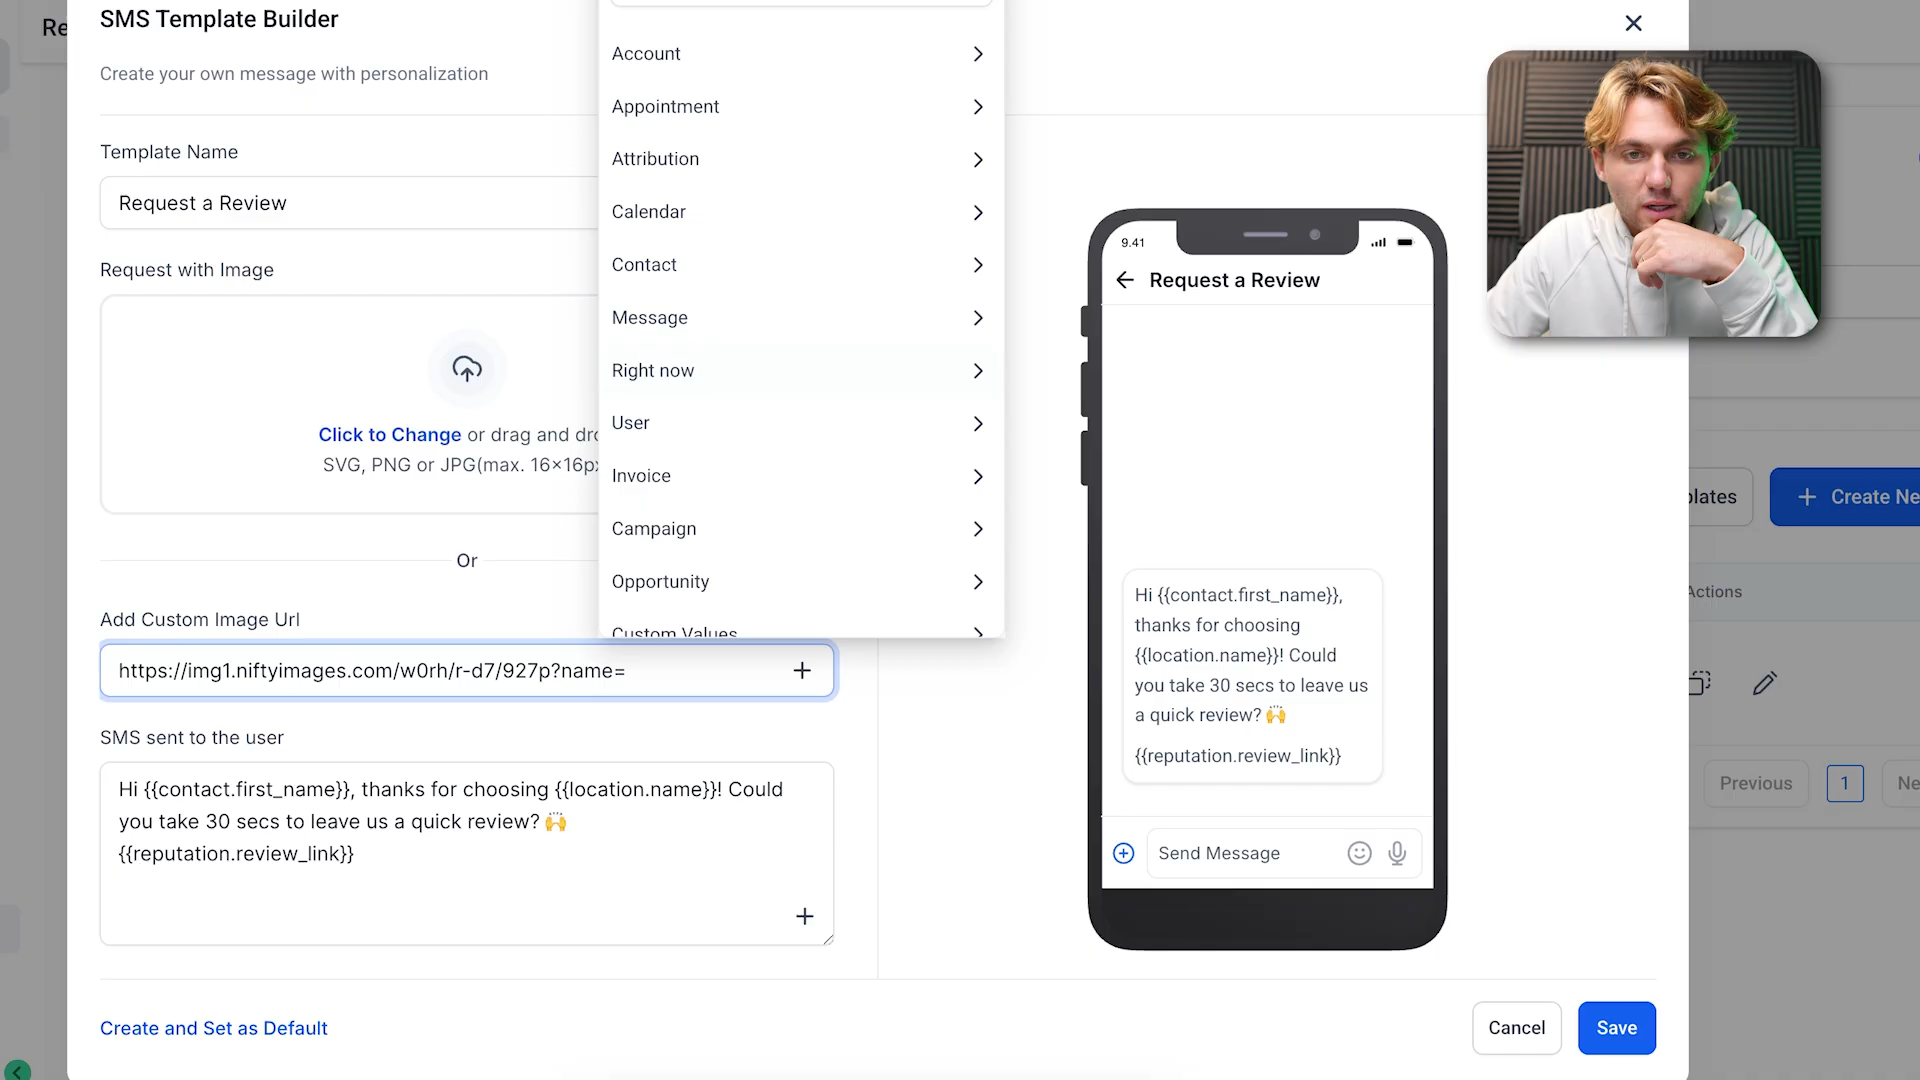 Re
SMS Template Builder
Create your own message with personalization
Template Name
Request a Review
Request with Image
Click to Change or drag and dro
SVG, PNG or JPG(max. 16×16px
Or
Add Custom Image Url
https://img1.niftyimages.com/w0rh/r-d7/927p?name=
SMS sent to the user
Hi {{contact.first_name}}, thanks for choosing {{location.name}}! Could
you take 30 secs to leave us a quick review? 🙌
{{reputation.review_link}}
Create and Set as Default
Account
Appointment
Attribution
Calendar
Contact
Message
Right now
User
Invoice
Campaign
Opportunity
Custom Values
9.41
Request a Review
Hi {{contact.first_name}},
thanks for choosing
{{location.name}}! Could
you take 30 secs to leave us
a quick review? 🙌
{{reputation.review_link}}
Send Message
Cancel
Save
plates
+ Create Ne
Actions
Previous
1
Ne